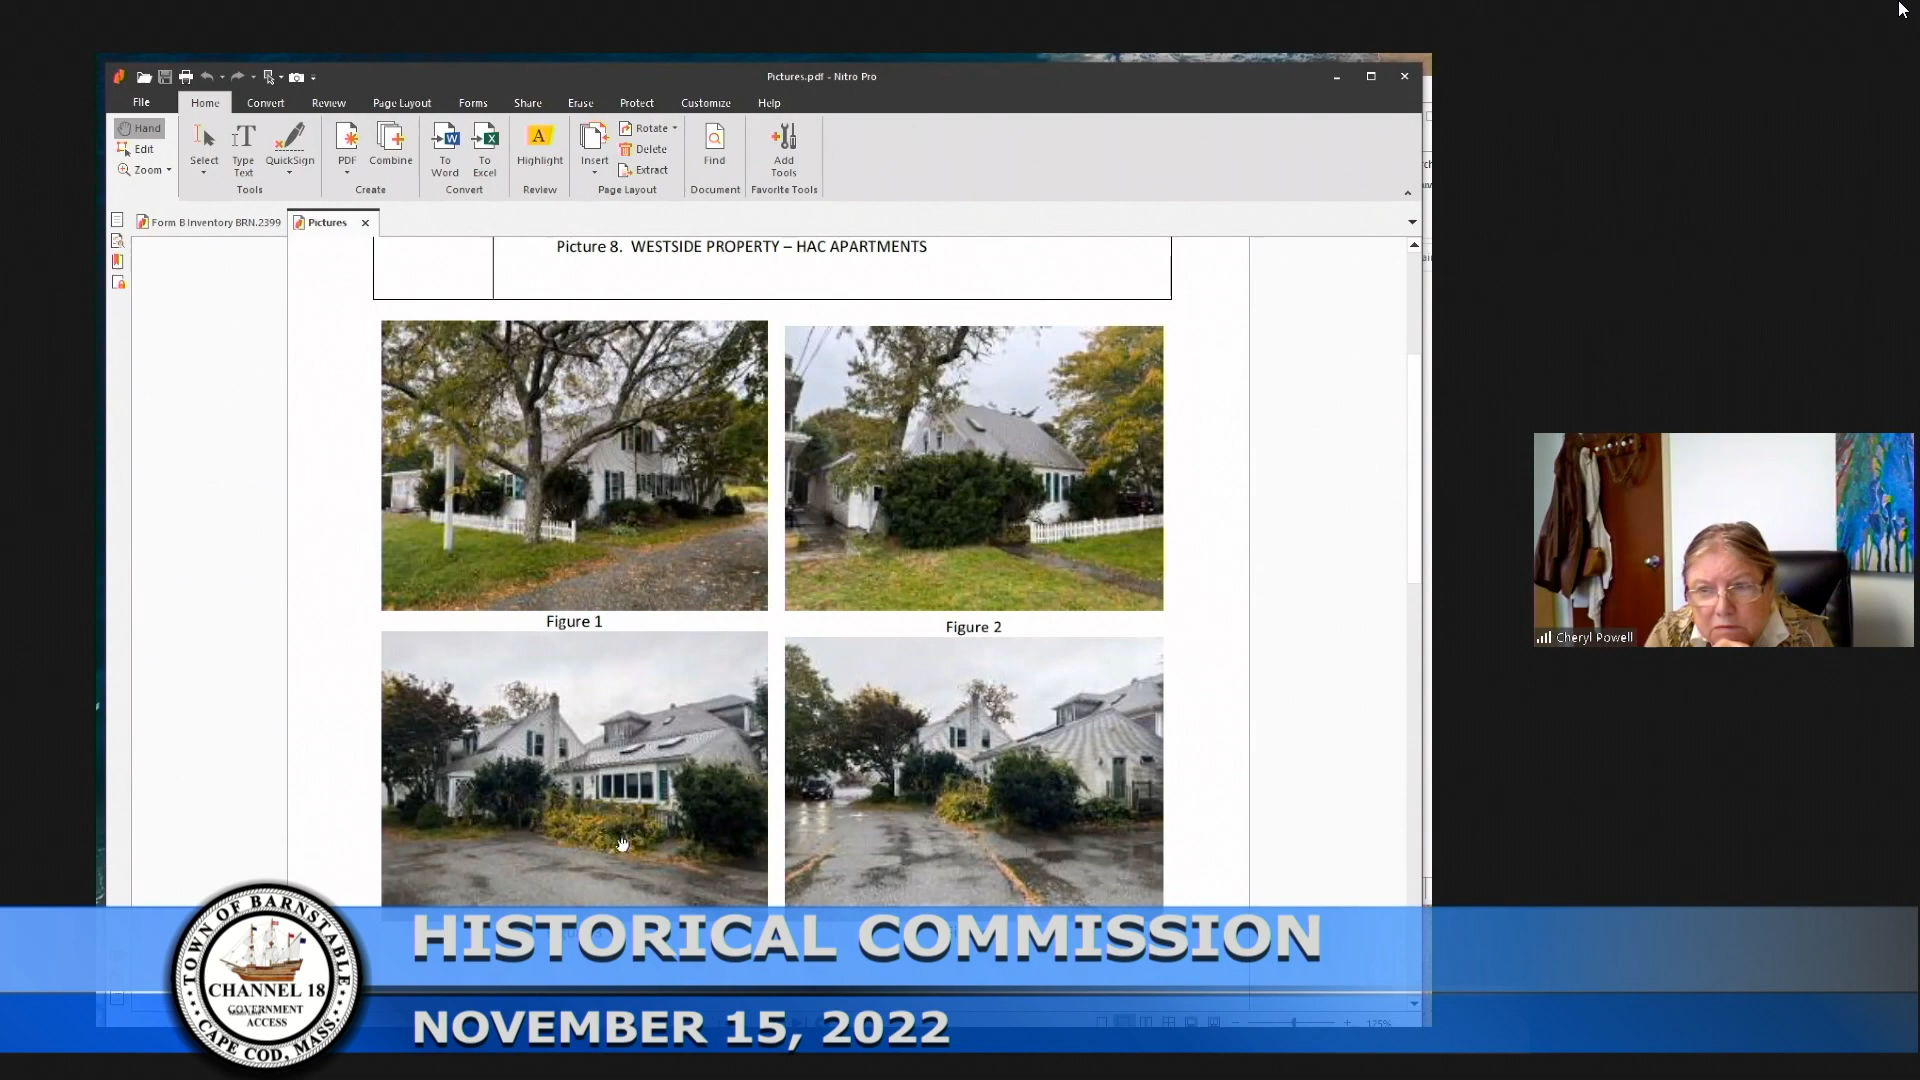 Pictures.pdf - Nitro Pro
File Home Convert Review Page Layout Forms Share Erase Protect Customize Help
Hand
Edit
Zoom
Select
Type Text
QuickSign
Tools
PDF
Combine
Create
To Word
To Excel
Convert
Highlight
Review
Insert
Rotate
Delete
Extract
Page Layout
Find
Document
Add Tools
Favorite Tools
Form B Inventory BRN.2399
Pictures
Picture 8. WESTSIDE PROPERTY – HAC APARTMENTS
Figure 1
Figure 2
Cheryl Powell
TOWN OF BARNSTABLE
CHANNEL 18
GOVERNMENT
ACCESS
CAPE COD, MASS.
HISTORICAL COMMISSION
NOVEMBER 15, 2022
125%